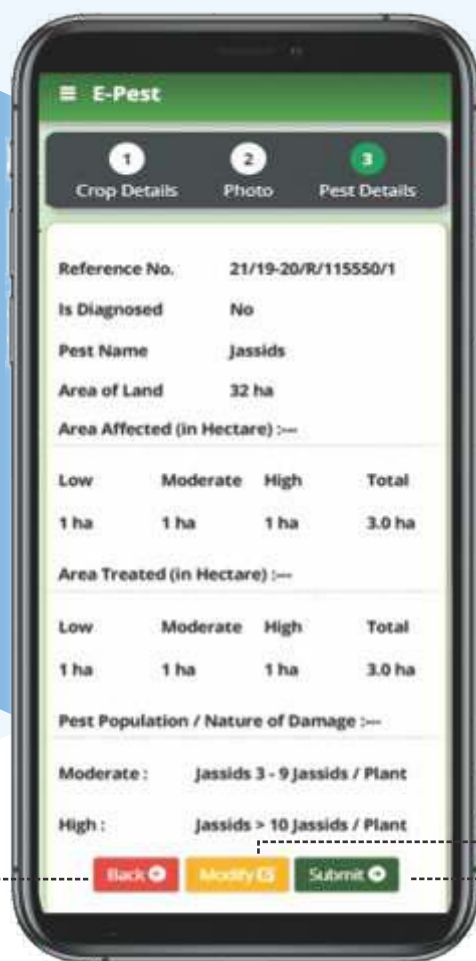 E-Pest
1 2 3
Crop Details Photo Pest Details
Reference No. 21/19-20/R/115550/1
Is Diagnosed No
Pest Name Jassids
Area of Land 32 ha
Area Affected (in Hectare) :---
Low Moderate High Total
1 ha 1 ha 1 ha 3.0 ha
Area Treated (in Hectare) :---
Low Moderate High Total
1 ha 1 ha 1 ha 3.0 ha
Pest Population / Nature of Damage :---
Moderate : Jassids 3 - 9 Jassids / Plant
High : Jassids > 10 Jassids / Plant
Back Modify Submit